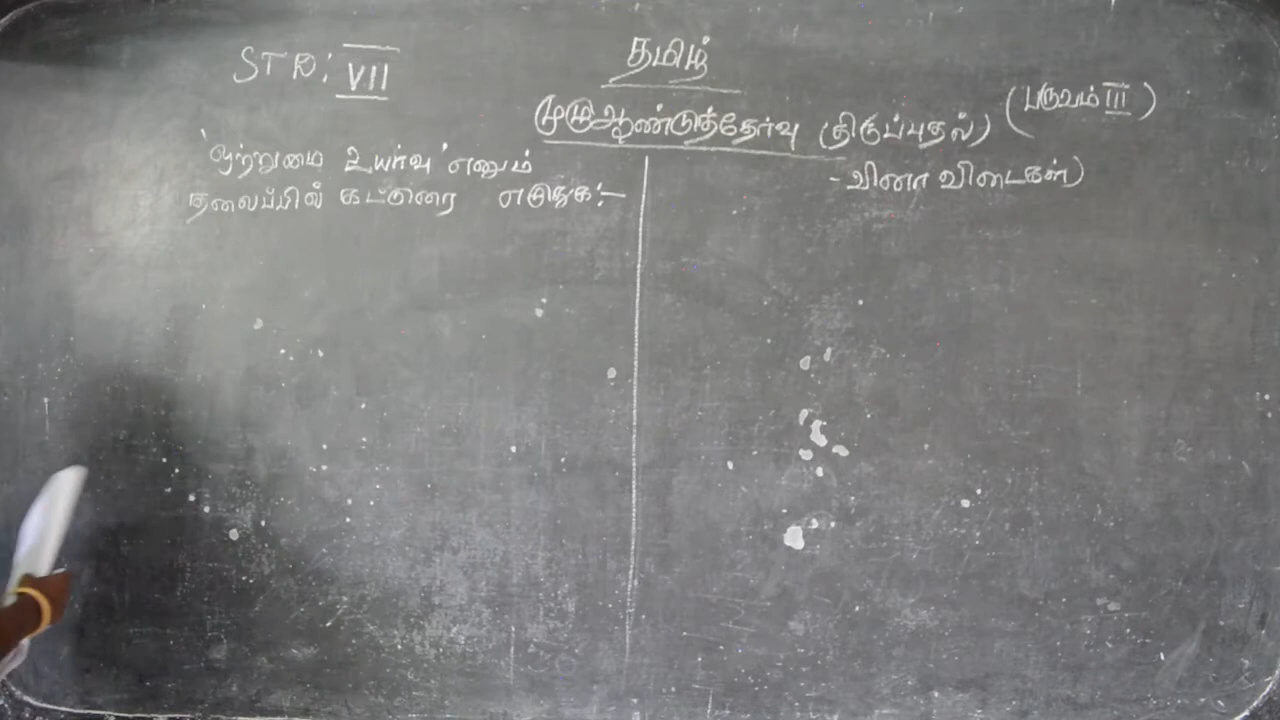 STD: VII
தமிழ்
முழுஆண்டுத்தேர்வு (திருப்புதல்) (பருவம் III)
- வினா விடைகள்)
'ஒற்றுமை உயர்வு' எனும்
தலைப்பில் கட்டுரை எழுதுக:-